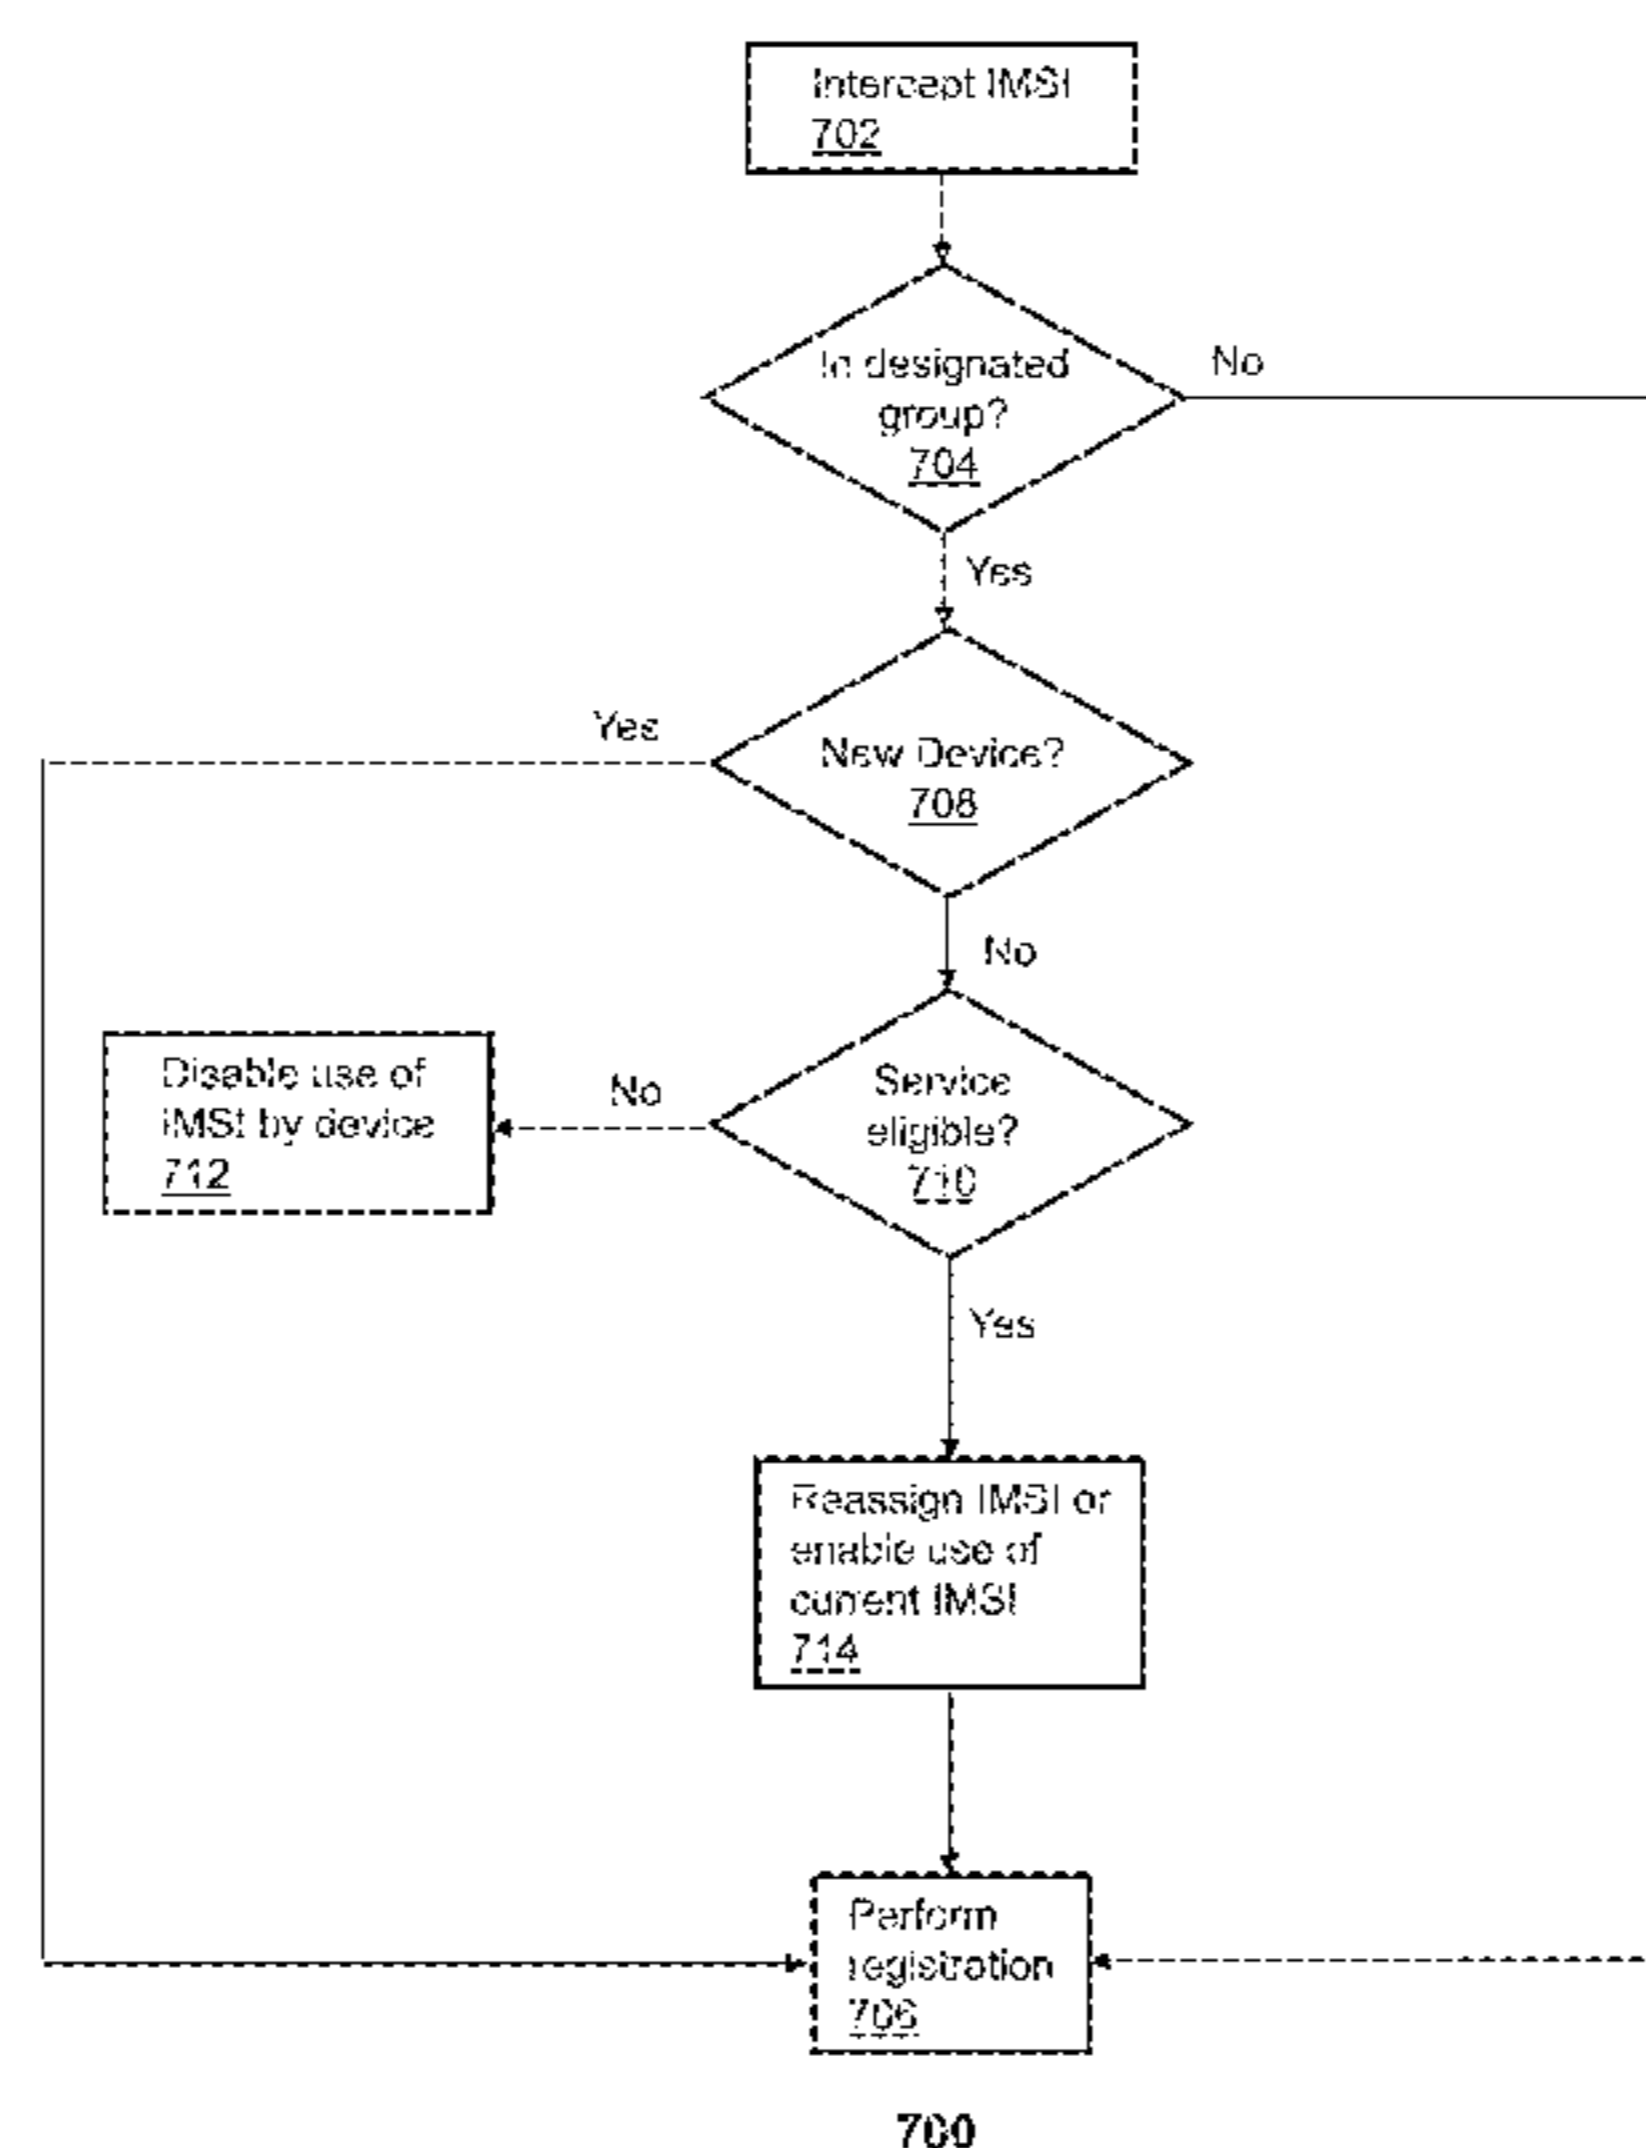 Intercept IMSI
702
In designated
group?
704
No
Yes
Yes
New Device?
708
No
Disable use of
IMSI by device
712
No
Service
eligible?
710
Yes
Reassign IMSI or
enable use of
current IMSI
714
Perform
registration
706
700